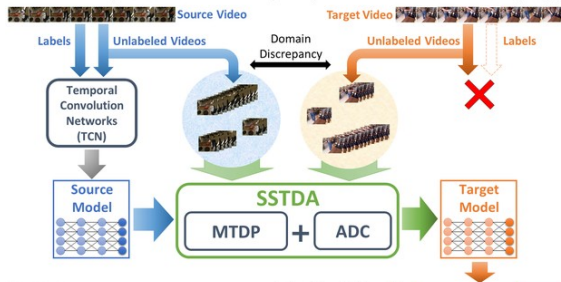 Source Video
Target Video
Labels
Unlabeled Videos
Domain
Discrepancy
Unlabeled Videos
Labels
Temporal
Convolution
Networks
(TCN)
Source
Model
SSTDA
MTDP + ADC
Target
Model